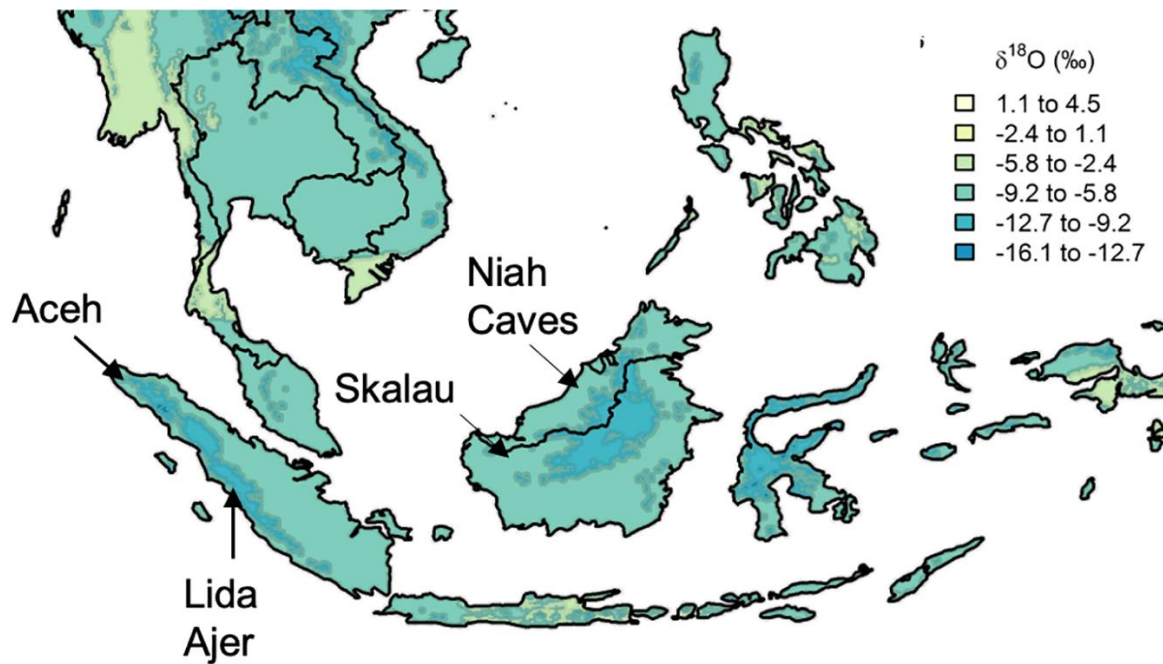 δ¹⁸O (‰)
1.1 to 4.5
-2.4 to 1.1
-5.8 to -2.4
-9.2 to -5.8
-12.7 to -9.2
-16.1 to -12.7
Niah
Caves
Aceh
Skalau
Lida
Ajer